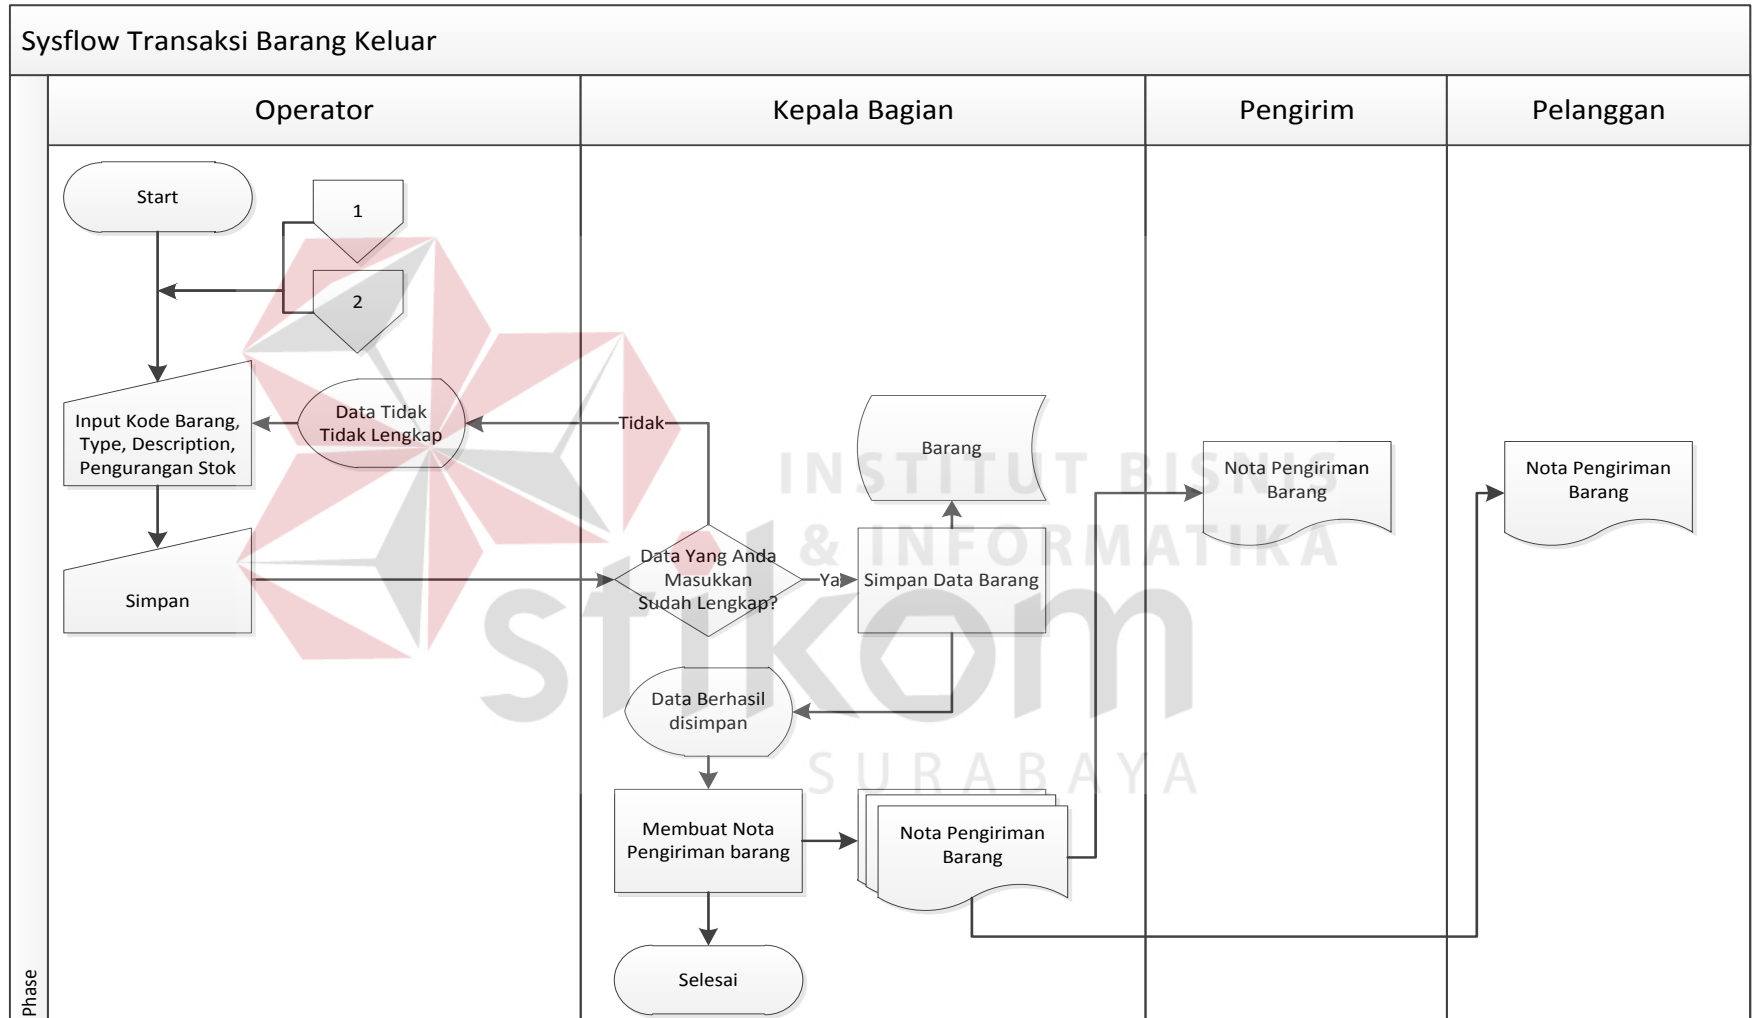 Sysflow Transaksi Barang Keluar
Operator
Kepala Bagian
Pengirim
Pelanggan
Phase
Start
1
2
Input Kode Barang,
Type, Description,
Pengurangan Stok
Data Tidak
Tidak Lengkap
Tidak
Simpan
Data Yang Anda
Masukkan
Sudah Lengkap?
Ya
Barang
Simpan Data Barang
Data Berhasil
disimpan
Membuat Nota
Pengiriman barang
Nota Pengiriman
Barang
Selesai
Nota Pengiriman
Barang
Nota Pengiriman
Barang
INSTITUT BISNIS
& INFORMATIKA
stikom
SURABAYA